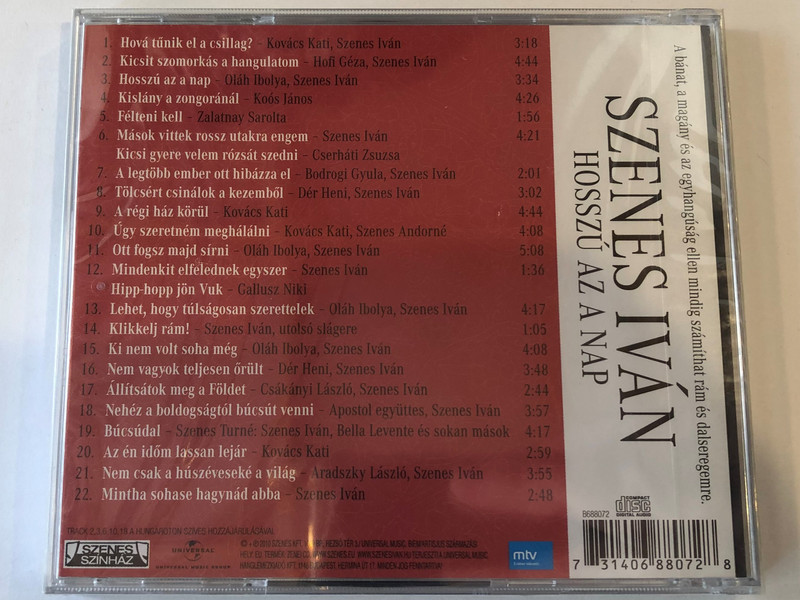 1. Hová tűnik el a csillag? – Kovács Kati, Szenes Iván 3:18
2. Kicsit szomorkás a hangulatom – Hofi Géza, Szenes Iván 4:44
3. Hosszú az a nap – Oláh Ibolya, Szenes Iván 3:34
4. Kislány a zongoránál – Koós János 4:26
5. Félteni kell – Zalatnay Sarolta 1:56
6. Mások vittek rossz utakra engem – Szenes Iván 4:21
Kicsi gyere velem rózsát szedni – Cserháti Zsuzsa
7. A legtöbb ember ott hibázza el – Bodrogi Gyula, Szenes Iván 2:01
8. Tölcsért csinálok a kezemből – Dér Heni, Szenes Iván 3:02
9. A régi ház körül – Kovács Kati 4:44
10. Úgy szeretném meghálálni – Kovács Kati, Szenes Andorné 4:08
11. Ott fogsz majd sírni – Oláh Ibolya, Szenes Iván 5:08
12. Mindenkit elfelednek egyszer – Szenes Iván 1:36
Hipp-hopp jön Vuk – Gallusz Niki
13. Lehet, hogy túlságosan szerettelek – Oláh Ibolya, Szenes Iván 4:17
14. Klikkelj rám! – Szenes Iván, utolsó slágere 1:05
15. Ki nem volt soha még – Oláh Ibolya, Szenes Iván 4:08
16. Nem vagyok teljesen őrült – Dér Heni, Szenes Iván 3:48
17. Állítsátok meg a Földet – Csákányi László, Szenes Iván 2:44
18. Nehéz a boldogságtól búcsút venni – Apostol együttes, Szenes Iván 3:57
19. Búcsúdal – Szenes Turné: Szenes Iván, Bella Levente és sokan mások 4:17
20. Az én időm lassan lejár – Kovács Kati 2:59
21. Nem csak a húszéveseké a világ – Aradszky László, Szenes Iván 3:55
22. Mintha sohase hagynád abba – Szenes Iván 2:48
A HUNGAROTON SZÍVES HOZZÁJÁRULÁSÁVAL
SZENES
SZÍNHÁZ
UNIVERSAL
UNIVERSAL MUSIC GROUP
mtv
A bánat, a magány és az egyhangúság ellen mindig számíthat rám és dalseregemre.
SZENES IVÁN
HOSSZÚ AZ A NAP
B688072
COMPACT
disc
DIGITAL AUDIO
7 31406 88072 8